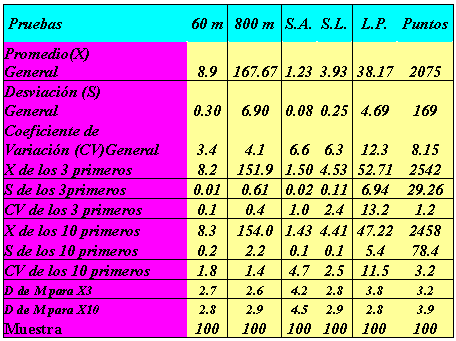 Pruebas 60 m 800 m S.A. S.L. L.P. Puntos
Promedio(X)
General 8.9 167.67 1.23 3.93 38.17 2075
Desviación (S)
General 0.30 6.90 0.08 0.25 4.69 169
Coeficiente de
Variación (CV)General 3.4 4.1 6.6 6.3 12.3 8.15
X de los 3 primeros 8.2 151.9 1.50 4.53 52.71 2542
S de los 3primeros 0.01 0.61 0.02 0.11 6.94 29.26
CV de los 3 primeros 0.1 0.4 1.0 2.4 13.2 1.2
X de los 10 primeros 8.3 154.0 1.43 4.41 47.22 2458
S de los 10 primeros 0.2 2.2 0.1 0.1 5.4 78.4
CV de los 10 primeros 1.8 1.4 4.7 2.5 11.5 3.2
D de M para X3 2.7 2.6 4.2 2.8 3.8 3.2
D de M para X10 2.8 2.9 4.5 2.9 2.8 3.9
Muestra 100 100 100 100 100 100